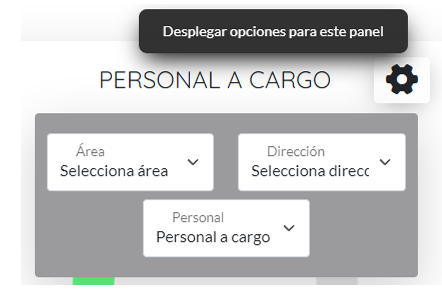 Desplegar opciones para este panel
PERSONAL A CARGO
Área
Selecciona área
Dirección
Selecciona direcc
Personal
Personal a cargo